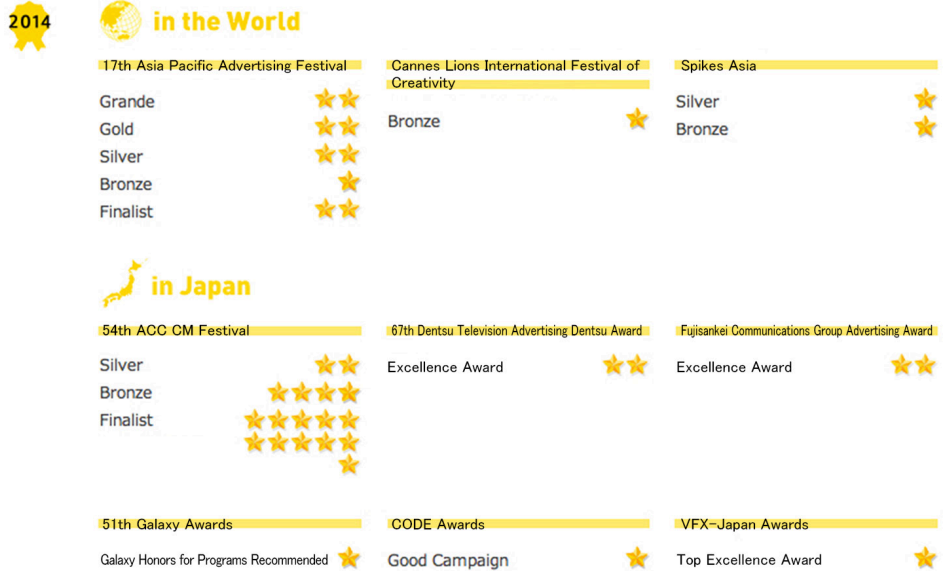 2014
in the World
17th Asia Pacific Advertising Festival
Grande
Gold
Silver
Bronze
Finalist
Cannes Lions International Festival of
Creativity
Bronze
Spikes Asia
Silver
Bronze
in Japan
54th ACC CM Festival
Silver
Bronze
Finalist
67th Dentsu Television Advertising Dentsu Award
Excellence Award
Fujisankei Communications Group Advertising Award
Excellence Award
51th Galaxy Awards
Galaxy Honors for Programs Recommended
CODE Awards
Good Campaign
VFX-Japan Awards
Top Excellence Award